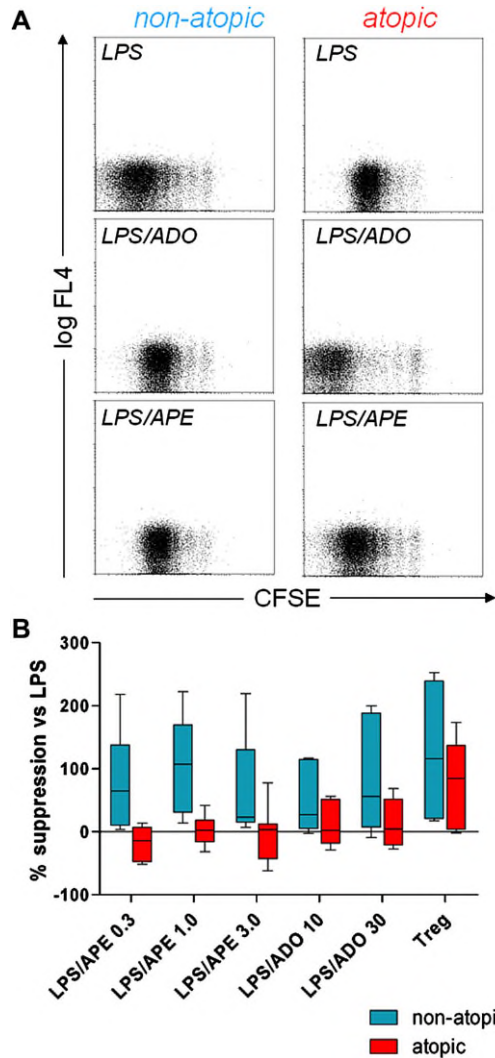 A
non-atopic
atopic
LPS
LPS
LPS/ADO
LPS/ADO
LPS/APE
LPS/APE
log FL4
CFSE
B
% suppression vs LPS
300
200
100
0
-100
LPS/APE 0.3
LPS/APE 1.0
LPS/APE 3.0
LPS/ADO 10
LPS/ADO 30
Treg
non-atopi
atopic